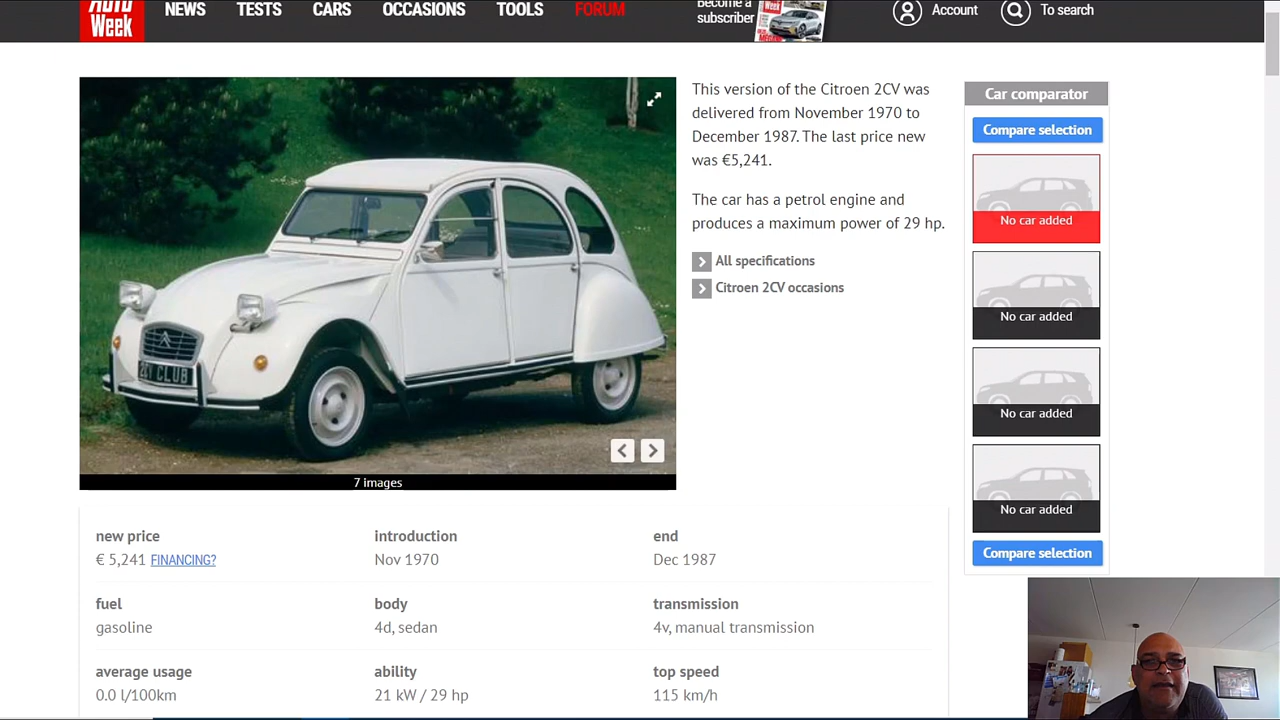 AUTO
Week
NEWS
TESTS
CARS
OCCASIONS
TOOLS
FORUM
Become a
subscriber
Account
To search
This version of the Citroen 2CV was
delivered from November 1970 to
December 1987. The last price new
was €5,241.
The car has a petrol engine and
produces a maximum power of 29 hp.
All specifications
Citroen 2CV occasions
2CV CLUB
7 images
Car comparator
Compare selection
No car added
No car added
No car added
No car added
Compare selection
new price
€ 5,241 FINANCING?
introduction
Nov 1970
end
Dec 1987
fuel
gasoline
body
4d, sedan
transmission
4v, manual transmission
average usage
0.0 l/100km
ability
21 kW / 29 hp
top speed
115 km/h